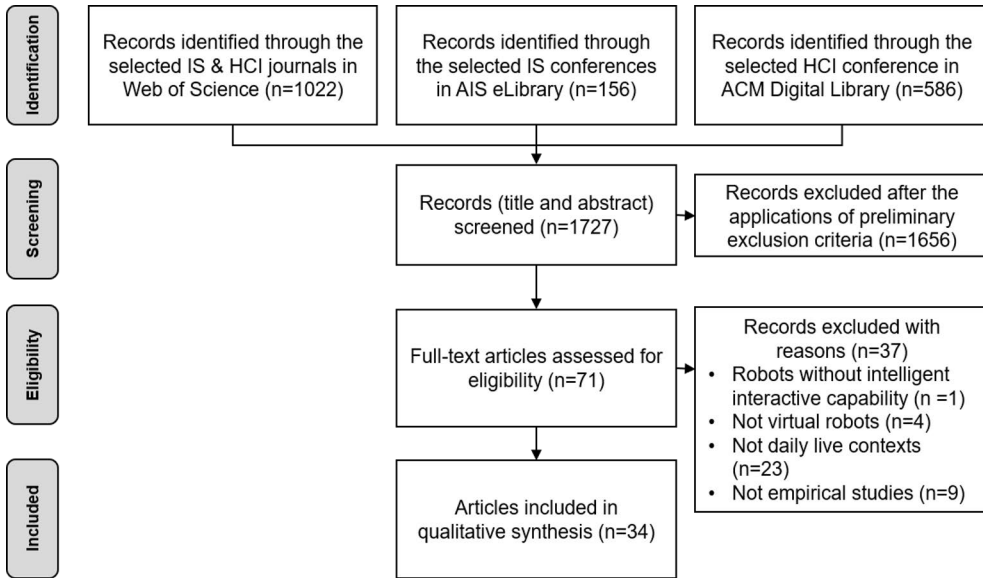 Identification
Records identified through the
selected IS & HCI journals in
Web of Science (n=1022)
Records identified through
the selected IS conferences
in AIS eLibrary (n=156)
Records identified through the
selected HCI conference in
ACM Digital Library (n=586)
Screening
Records (title and abstract)
screened (n=1727)
Records excluded after the
applications of preliminary
exclusion criteria (n=1656)
Eligibility
Full-text articles assessed for
eligibility (n=71)
Records excluded with
reasons (n=37)
• Robots without intelligent
interactive capability (n =1)
• Not virtual robots (n=4)
• Not daily live contexts
(n=23)
• Not empirical studies (n=9)
Included
Articles included in
qualitative synthesis (n=34)